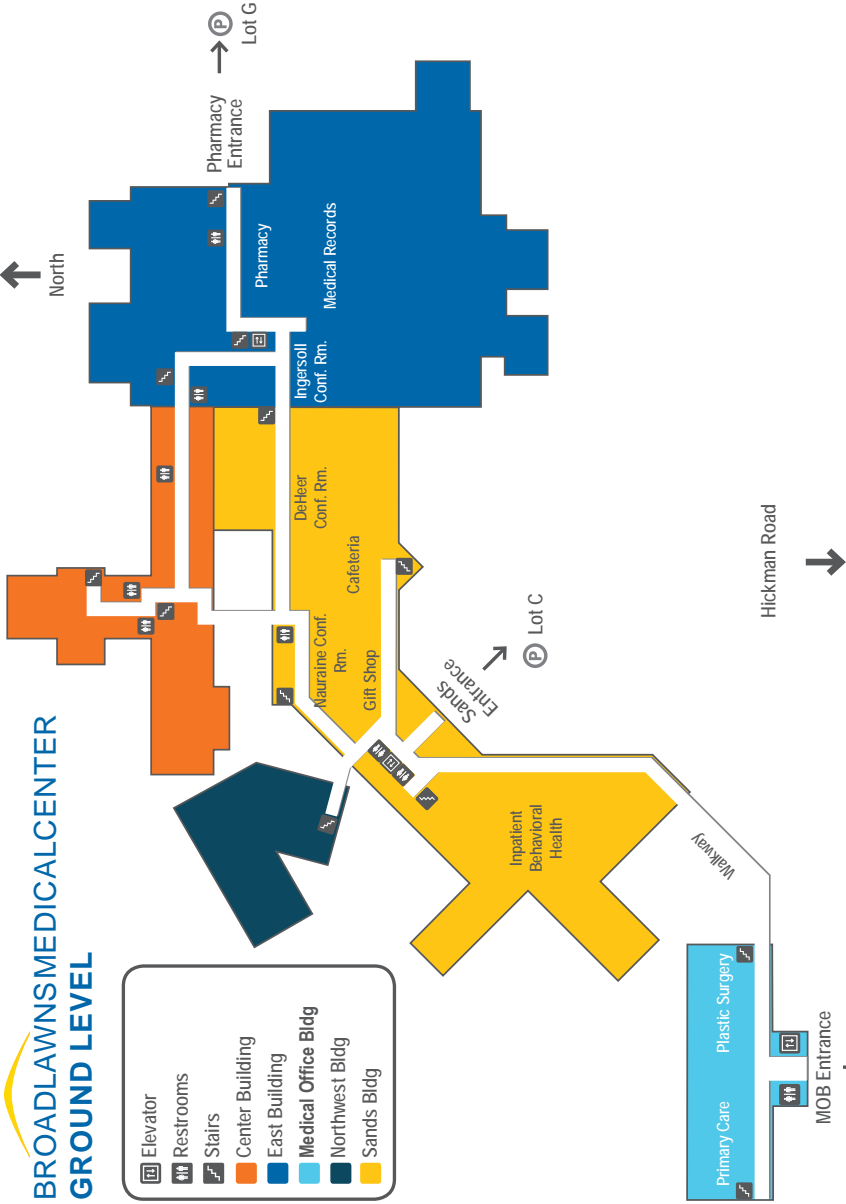 BROADLAWNSMEDICALCENTER
GROUND LEVEL
Elevator
Restrooms
Stairs
Center Building
East Building
Medical Office Bldg
Northwest Bldg
Sands Bldg
North
Pharmacy
Entrance
P
Lot G
Pharmacy
Medical Records
Ingersoll
Conf. Rm.
DeHeer
Conf. Rm.
Cafeteria
Nauraine Conf.
Rm.
Gift Shop
Sands
Entrance
P
Lot C
Inpatient
Behavioral
Health
Walkway
Hickman Road
Primary Care
Plastic Surgery
MOB Entrance